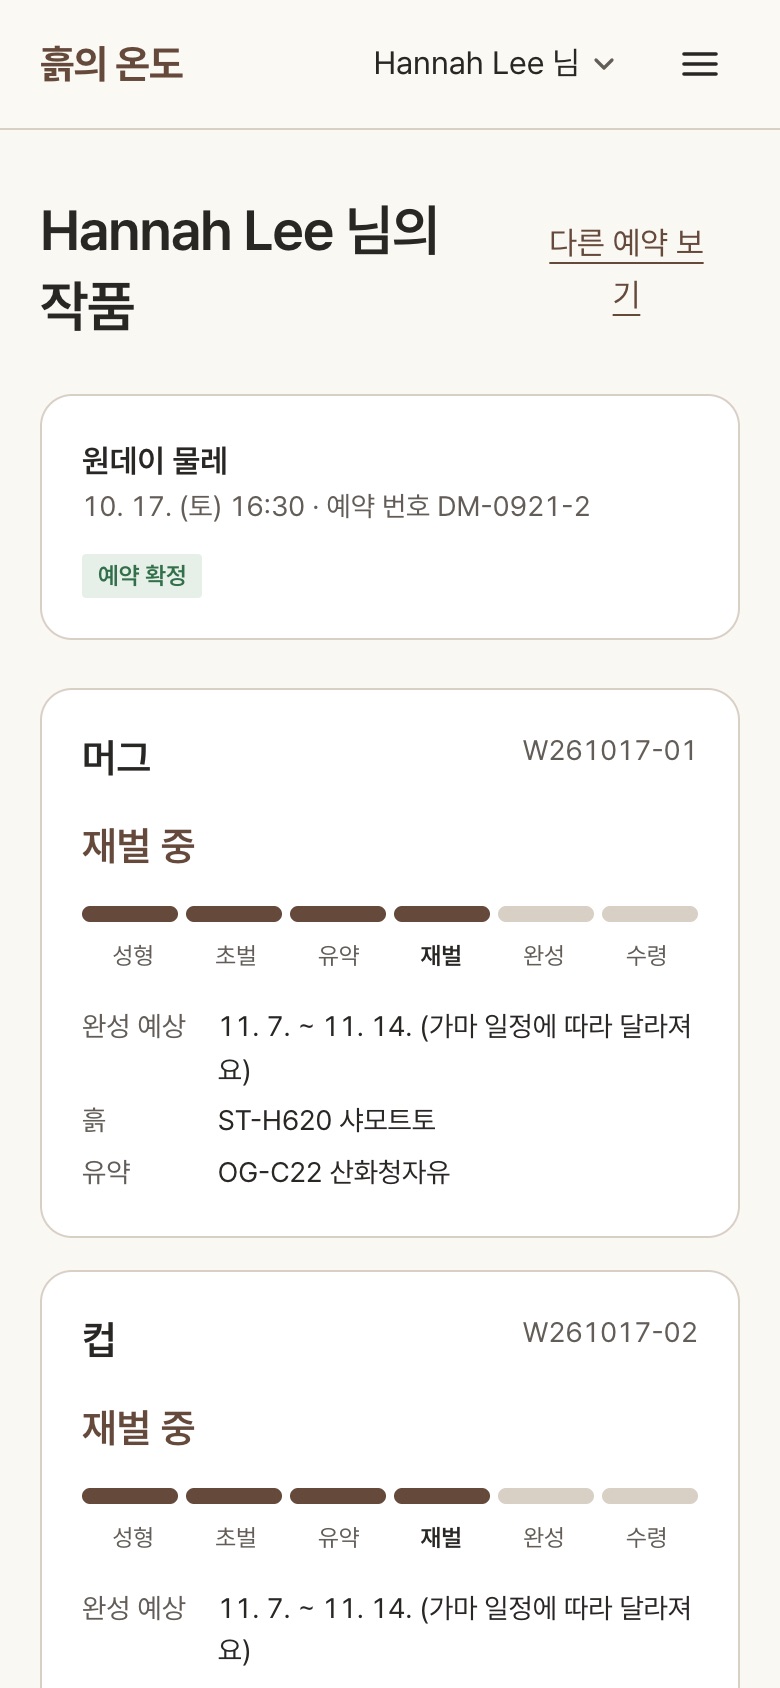 흙의 온도
Hannah Lee 님
Hannah Lee 님의
작품
다른 예약 보
기
원데이 물레
10. 17. (토) 16:30 · 예약 번호 DM-0921-2
예약 확정
머그
W261017-01
재벌 중
성형 초벌 유약 재벌 완성 수령
완성 예상 11. 7. ~ 11. 14. (가마 일정에 따라 달라져
요)
흙 ST-H620 샤모트토
유약 OG-C22 산화청자유
컵
W261017-02
재벌 중
성형 초벌 유약 재벌 완성 수령
완성 예상 11. 7. ~ 11. 14. (가마 일정에 따라 달라져
요)